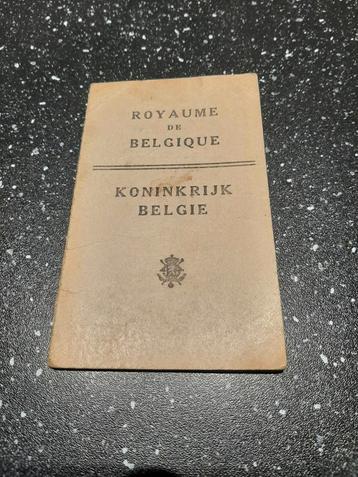 ROYAUME
DE
BELGIQUE
KONINKRIJK
BELGIE